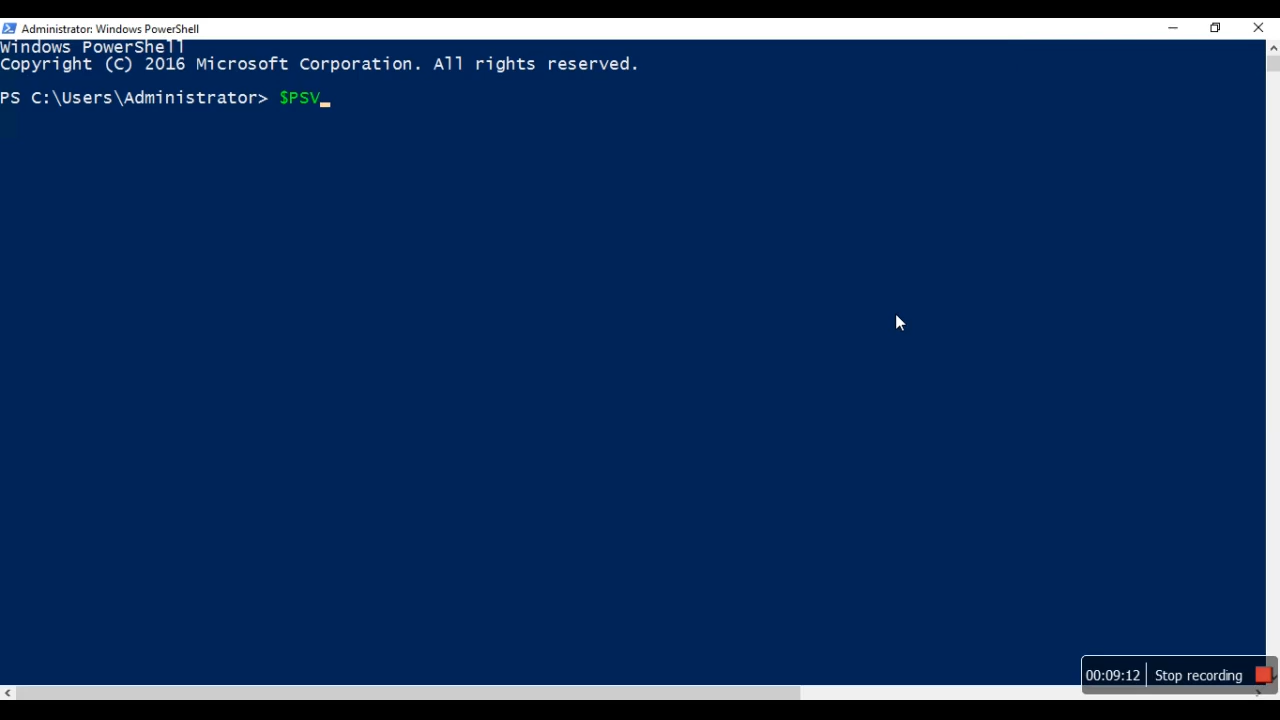 Administrator: Windows PowerShell
Windows PowerShell
Copyright (C) 2016 Microsoft Corporation. All rights reserved.
PS C:\Users\Administrator> $PSV_
00:09:12 Stop recording